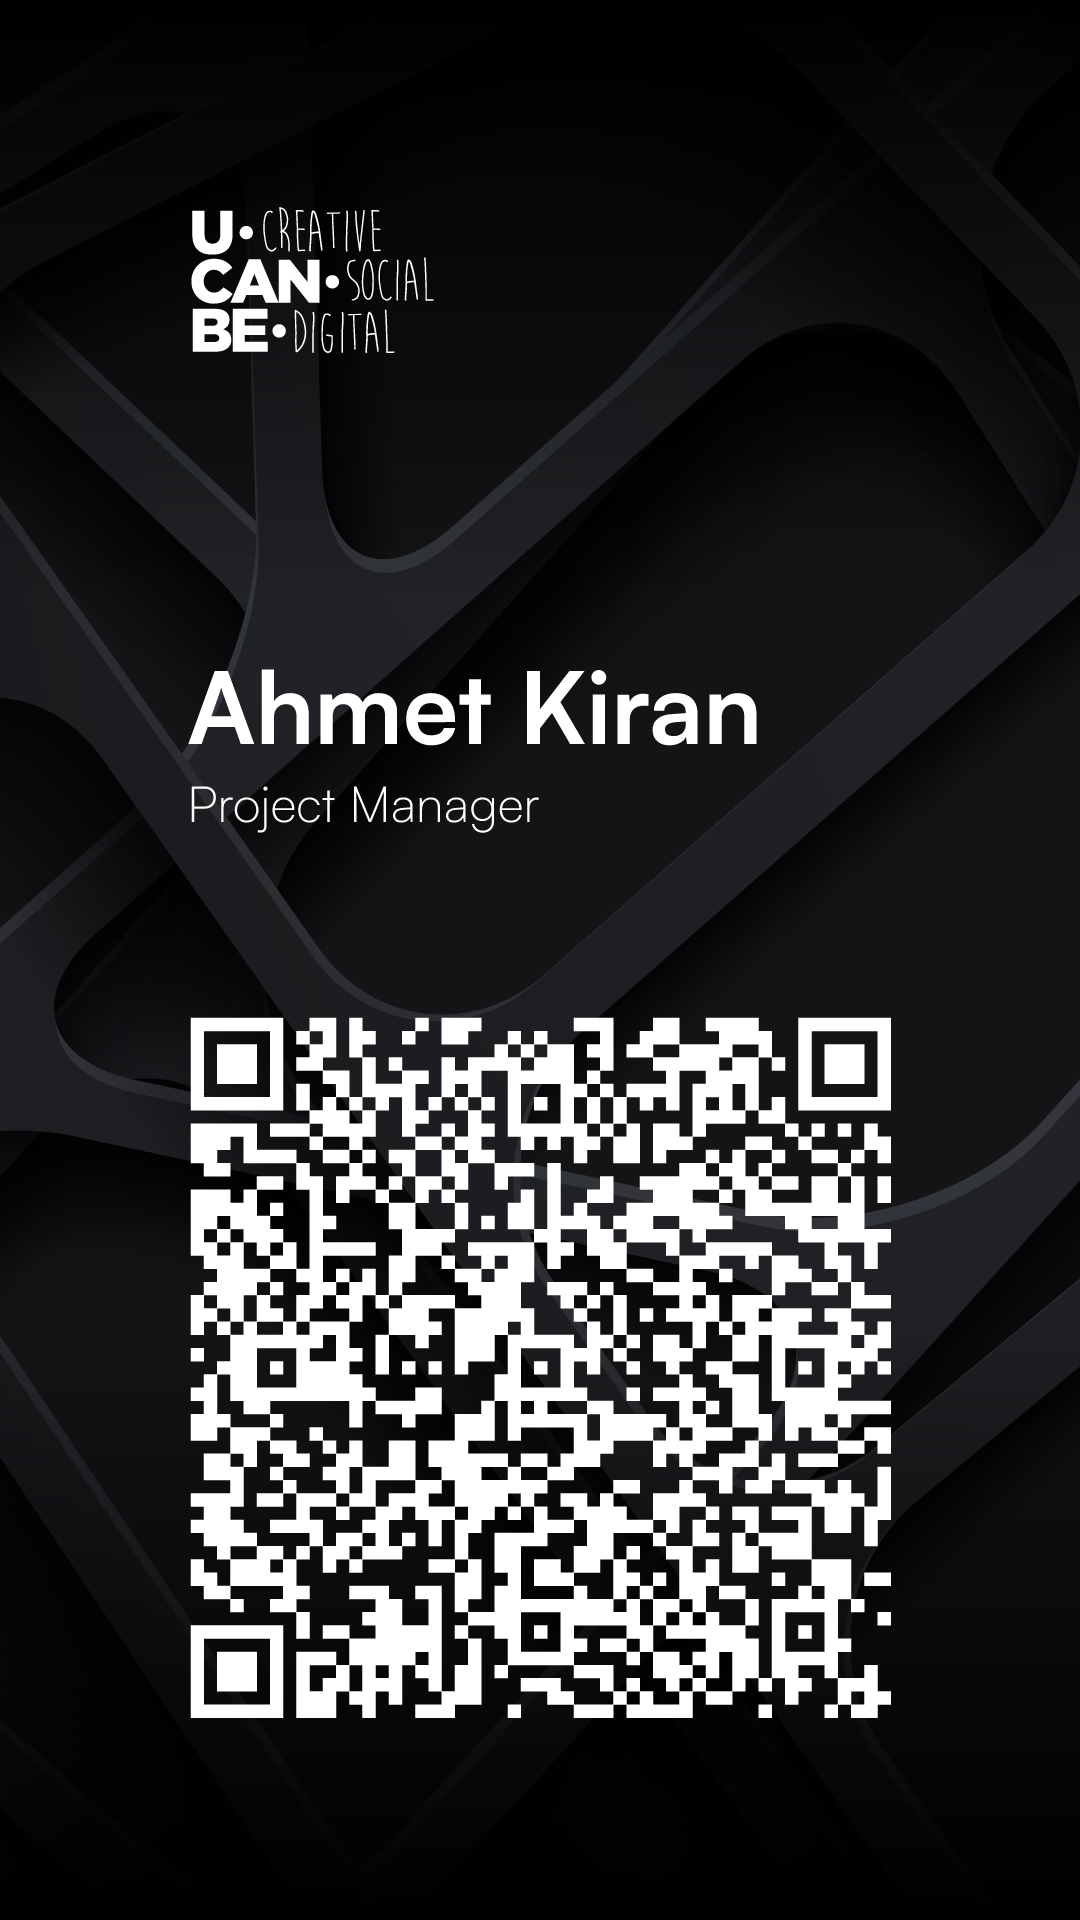 U•CREATIVE
CAN•SOCIAL
BE•DIGITAL
Ahmet Kiran
Project Manager